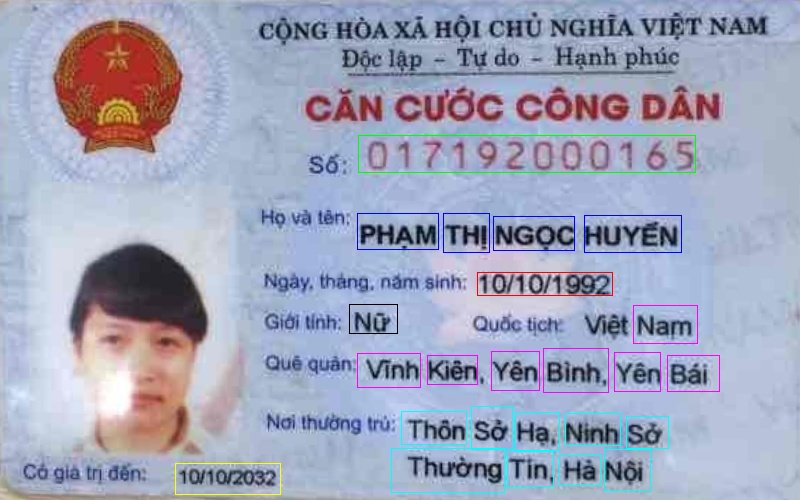 CỘNG HÒA XÃ HỘI CHỦ NGHĨA VIỆT NAM
Độc lập - Tự do - Hạnh phúc
CĂN CƯỚC CÔNG DÂN
Số: 017192000165
Họ và tên: PHẠM THỊ NGỌC HUYỀN
Ngày, tháng, năm sinh: 10/10/1992
Giới tính: Nữ Quốc tịch: Việt Nam
Quê quán: Vĩnh Kiên, Yên Bình, Yên Bái
Nơi thường trú: Thôn Sở Hạ, Ninh Sở
Thường Tín, Hà Nội
Có giá trị đến: 10/10/2032